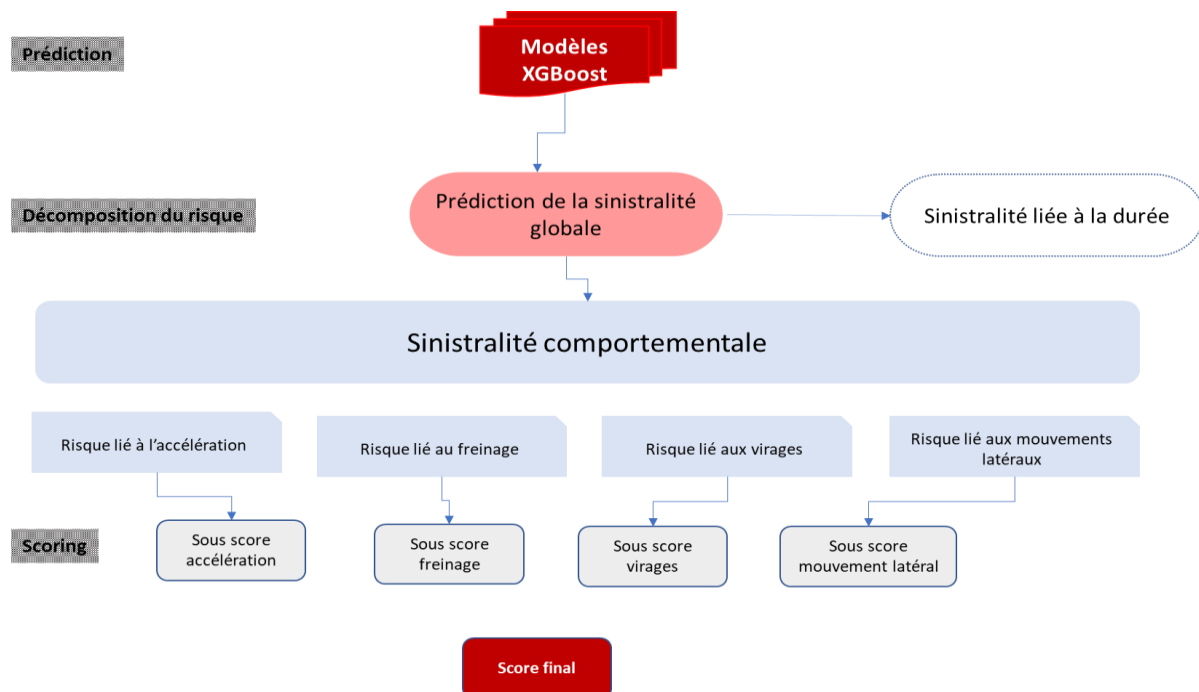 Prédiction
Modèles
XGBoost
Décomposition du risque
Prédiction de la sinistralité
globale
Sinistralité liée à la durée
Sinistralité comportementale
Risque lié à l’accélération
Risque lié au freinage
Risque lié aux virages
Risque lié aux mouvements
latéraux
Scoring
Sous score
accélération
Sous score
freinage
Sous score
virages
Sous score
mouvement latéral
Score final